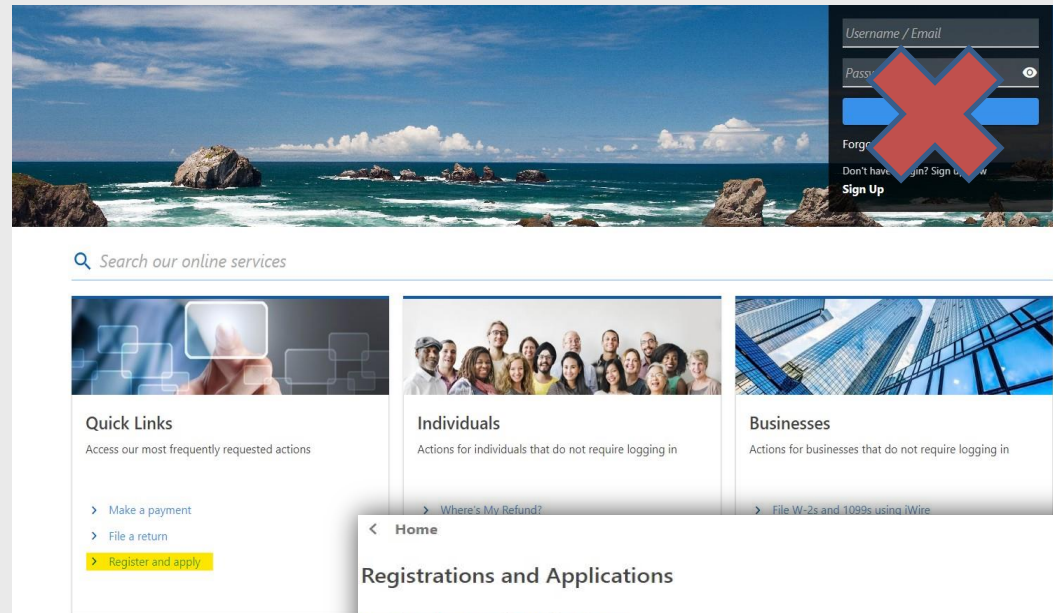 Username / Email
Forgo
Don't have
gin? Sign u
w
Sign Up
Search our online services
Quick Links
Access our most frequently requested actions
> Make a payment
> File a return
> Register and apply
Individuals
Actions for individuals that do not require logging in
> Where's My Refund?
Businesses
Actions for businesses that do not require logging in
> File W-2s and 1099s using iWire
< Home
Registrations and Applications